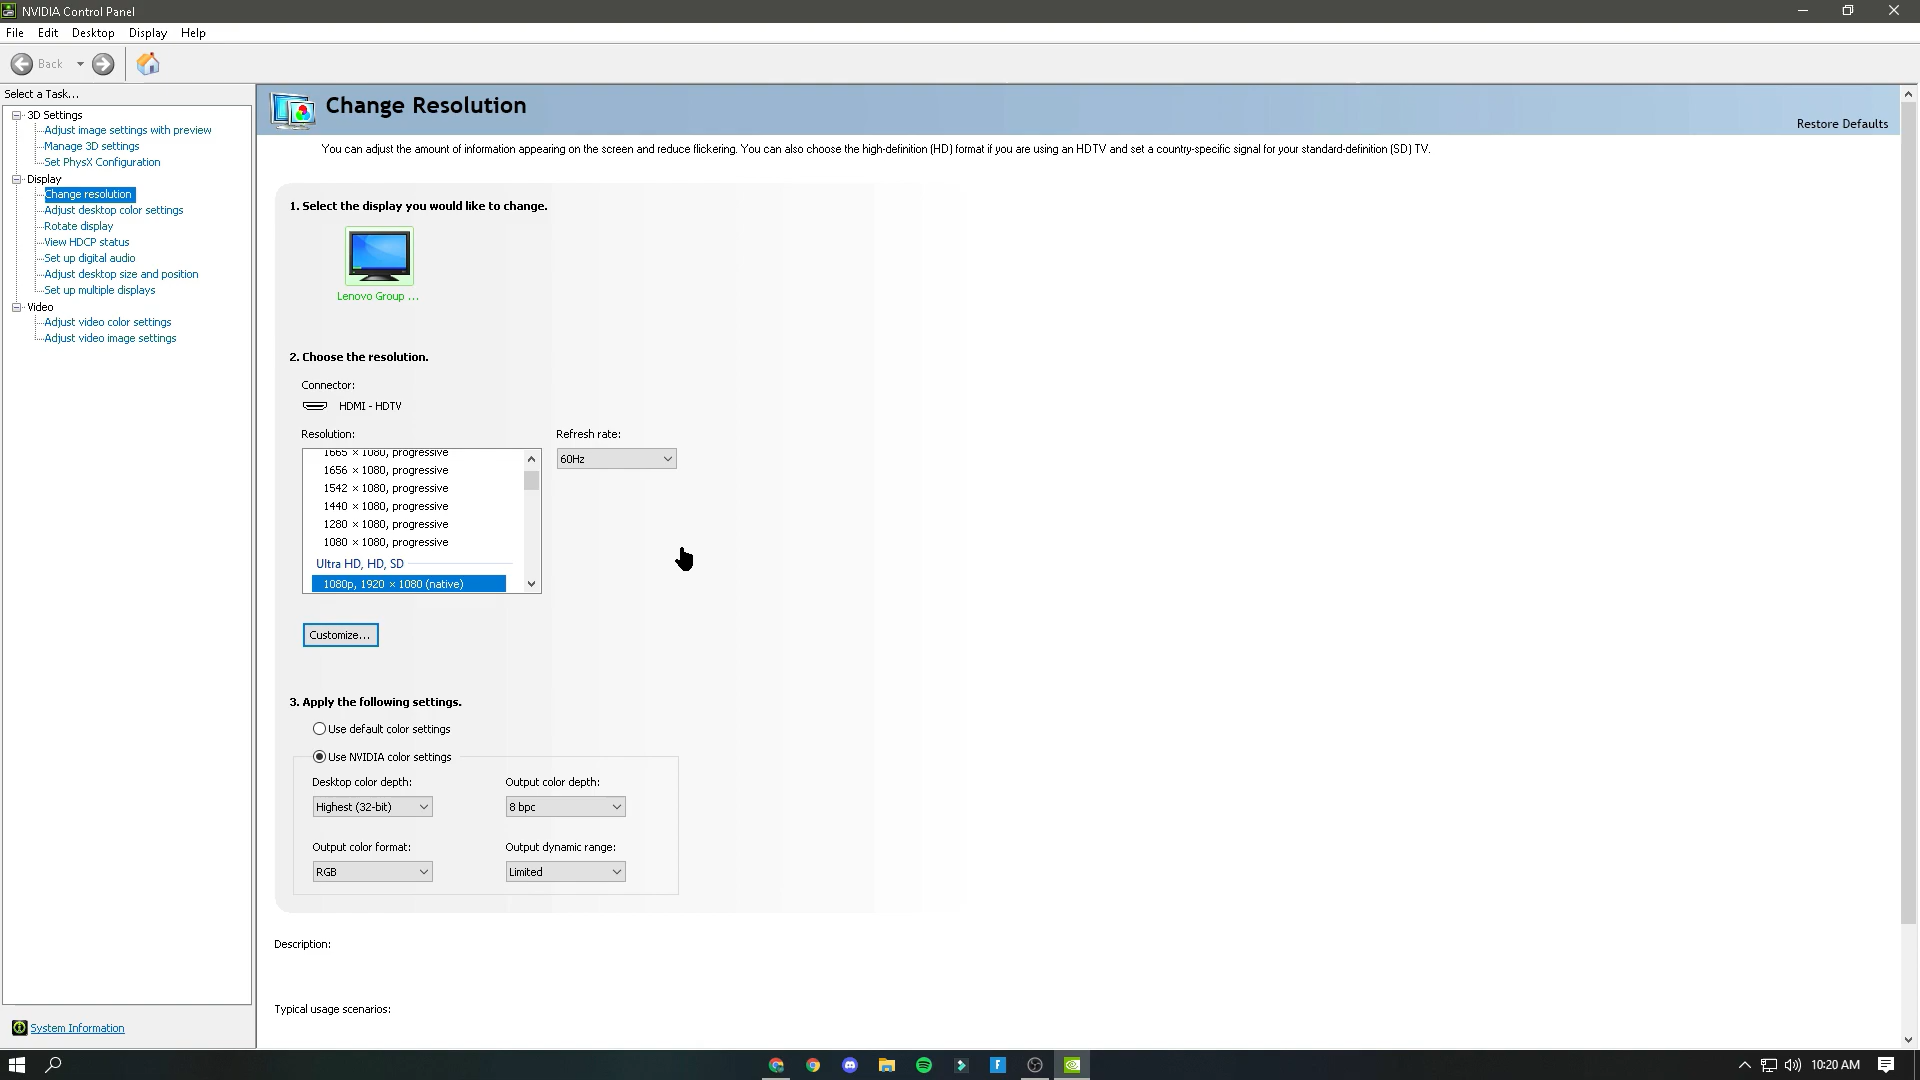 NVIDIA Control Panel
File Edit Desktop Display Help
Back
Select a Task...
3D Settings
Adjust image settings with preview
Manage 3D settings
Set PhysX Configuration
Display
Change resolution
Adjust desktop color settings
Rotate display
View HDCP status
Set up digital audio
Adjust desktop size and position
Set up multiple displays
Video
Adjust video color settings
Adjust video image settings
System Information
Change Resolution
Restore Defaults
You can adjust the amount of information appearing on the screen and reduce flickering. You can also choose the high-definition (HD) format if you are using an HDTV and set a country-specific signal for your standard-definition (SD) TV.
1. Select the display you would like to change.
Lenovo Group ...
2. Choose the resolution.
Connector:
HDMI - HDTV
Resolution:
Refresh rate:
1665 × 1080, progressive
60Hz
1656 × 1080, progressive
1542 × 1080, progressive
1440 × 1080, progressive
1280 × 1080, progressive
1080 × 1080, progressive
Ultra HD, HD, SD
1080p, 1920 × 1080 (native)
Customize...
3. Apply the following settings.
Use default color settings
Use NVIDIA color settings
Desktop color depth:
Output color depth:
Highest (32-bit)
8 bpc
Output color format:
Output dynamic range:
RGB
Limited
Description:
Typical usage scenarios:
10:20 AM